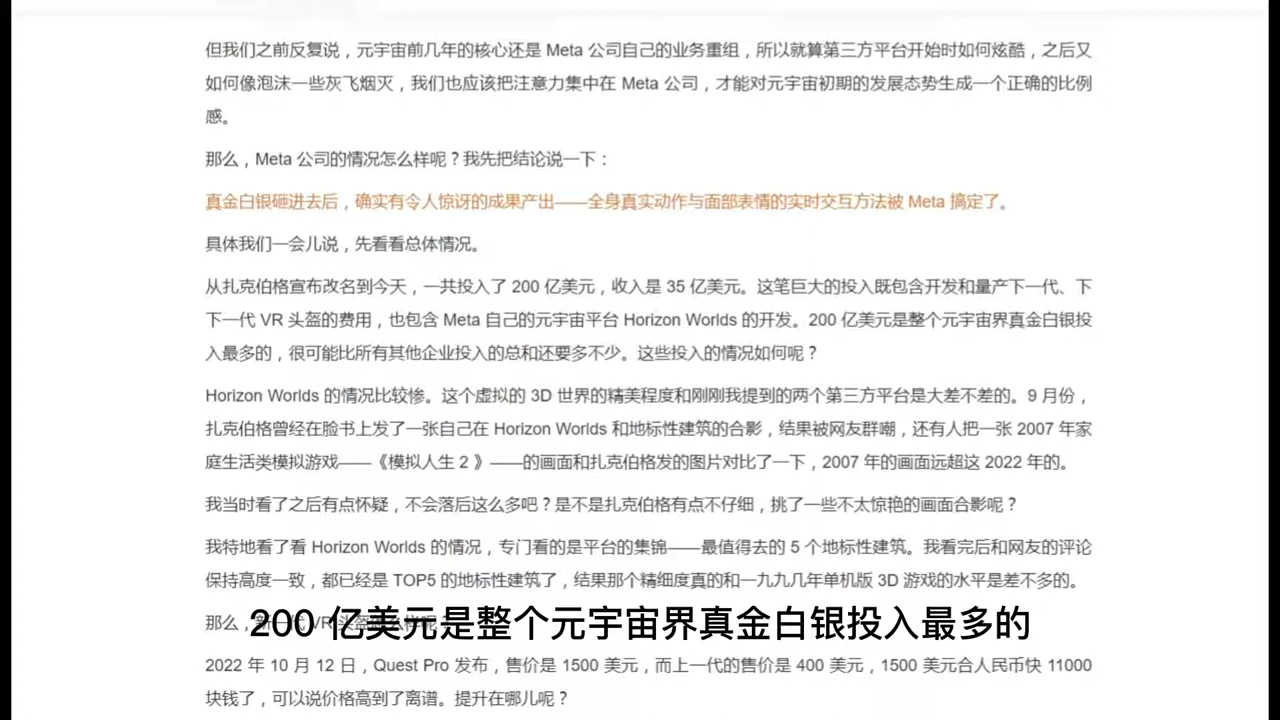 但我们之前反复说，元宇宙前几年的核心还是 Meta 公司自己的业务重组，所以就算第三方平台开始时如何炫酷，之后又
如何像泡沫一些灰飞烟灭，我们也应该把注意力集中在 Meta 公司，才能对元宇宙初期的发展态势生成一个正确的比例
感。
那么，Meta 公司的情况怎么样呢？我先把结论说一下：
真金白银砸进去后，确实有令人惊讶的成果产出——全身真实动作与面部表情的实时交互方法被 Meta 搞定了。
具体我们一会儿说，先看看总体情况。
从扎克伯格宣布改名到今天，一共投入了 200 亿美元，收入是 35 亿美元。这笔巨大的投入既包含开发和量产下一代、下
下一代 VR 头盔的费用，也包含 Meta 自己的元宇宙平台 Horizon Worlds 的开发。200 亿美元是整个元宇宙界真金白银投
入最多的，很可能比所有其他企业投入的总和还要多不少。这些投入的情况如何呢？
Horizon Worlds 的情况比较惨。这个虚拟的 3D 世界的精美程度和刚刚我提到的两个第三方平台是大差不差的。9 月份，
扎克伯格曾经在脸书上发了一张自己在 Horizon Worlds 和地标性建筑的合影，结果被网友群嘲，还有人把一张 2007 年家
庭生活类模拟游戏——《模拟人生 2 》——的画面和扎克伯格发的图片对比了一下，2007 年的画面远超这 2022 年的。
我当时看了之后有点怀疑，不会落后这么多吧？是不是扎克伯格有点不仔细，挑了一些不太惊艳的画面合影呢？
我特地看了看 Horizon Worlds 的情况，专门看的是平台的集锦——最值得去的 5 个地标性建筑。我看完后和网友的评论
保持高度一致，都已经是 TOP5 的地标性建筑了，结果那个精细度真的和一九九几年单机版 3D 游戏的水平是差不多的。
那么，
200 亿美元是整个元宇宙界真金白银投入最多的
2022 年 10 月 12 日，Quest Pro 发布，售价是 1500 美元，而上一代的售价是 400 美元，1500 美元合人民币快 11000
块钱了，可以说价格高到了离谱。提升在哪儿呢？